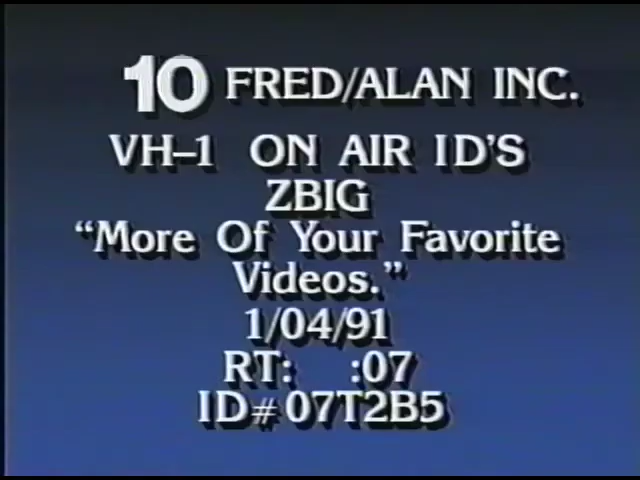 10 FRED/ALAN INC.
VH-1 ON AIR ID'S
ZBIG
“More Of Your Favorite
Videos.”
1/04/91
RT: :07
ID# 07T2B5